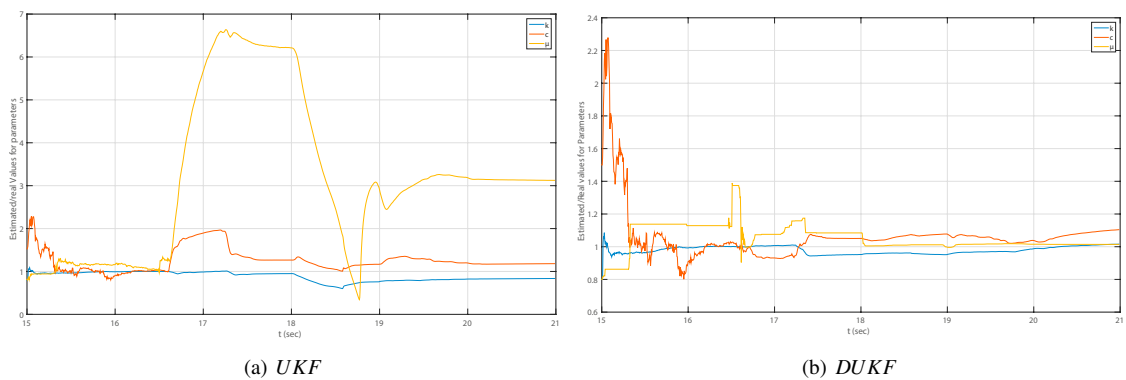 7
6
5
4
3
2
1
0
15
16
17
18
19
20
21
t (sec)
Estimated/real Values for parameters
k
c
μ
(a) UKF
2.4
2.2
2
1.8
1.6
1.4
1.2
1
0.8
0.6
15
16
17
18
19
20
21
t (sec)
Estimated/Real values for Parameters
k
c
μ
(b) DUKF